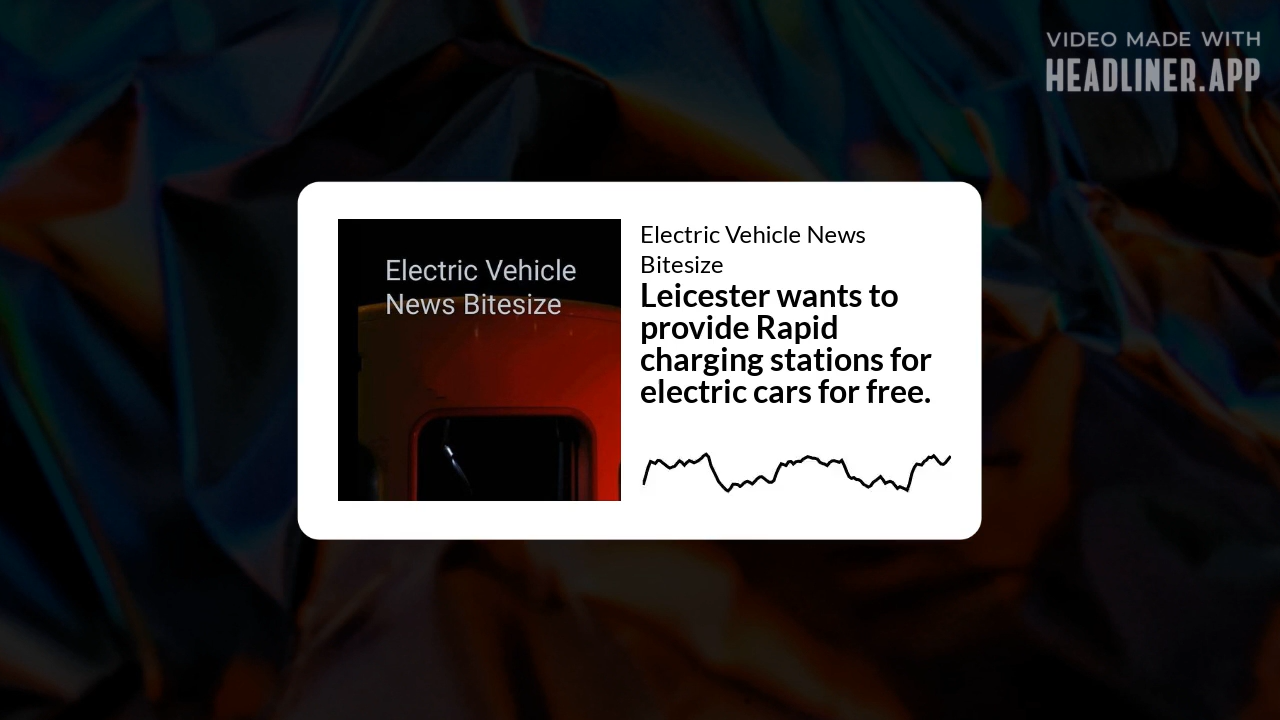 VIDEO MADE WITH
HEADLINER.APP
Electric Vehicle
News Bitesize
Electric Vehicle News
Bitesize
Leicester wants to
provide Rapid
charging stations for
electric cars for free.